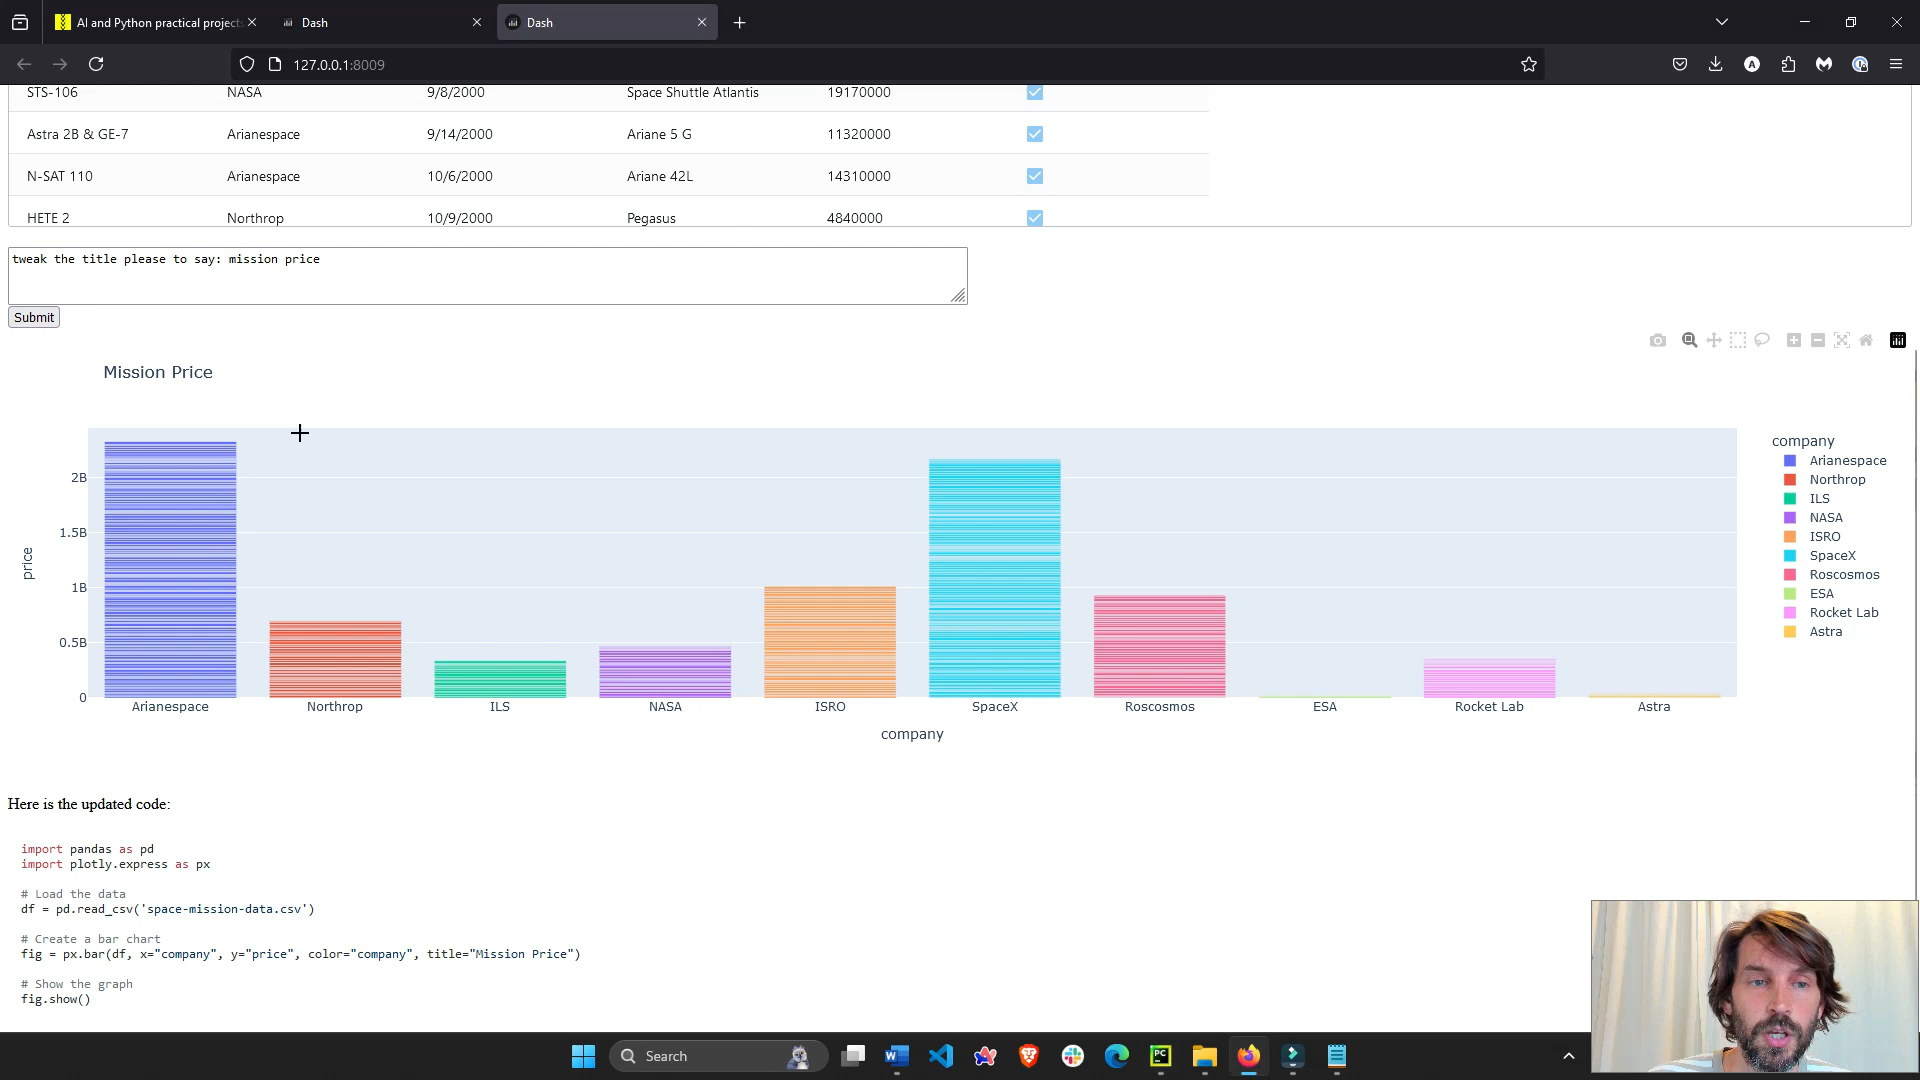 AI and Python practical projects
Dash
Dash
127.0.0.1:8009
STS-106 NASA 9/8/2000 Space Shuttle Atlantis 19170000
Astra 2B & GE-7 Arianespace 9/14/2000 Ariane 5 G 11320000
N-SAT 110 Arianespace 10/6/2000 Ariane 42L 14310000
HETE 2 Northrop 10/9/2000 Pegasus 4840000
tweak the title please to say: mission price
Submit
Mission Price
2B
1.5B
1B
0.5B
0
price
Arianespace Northrop ILS NASA ISRO SpaceX Roscosmos ESA Rocket Lab Astra
company
company
Arianespace
Northrop
ILS
NASA
ISRO
SpaceX
Roscosmos
ESA
Rocket Lab
Astra
Here is the updated code:
import pandas as pd
import plotly.express as px
# Load the data
df = pd.read_csv('space-mission-data.csv')
# Create a bar chart
fig = px.bar(df, x="company", y="price", color="company", title="Mission Price")
# Show the graph
fig.show()
Search